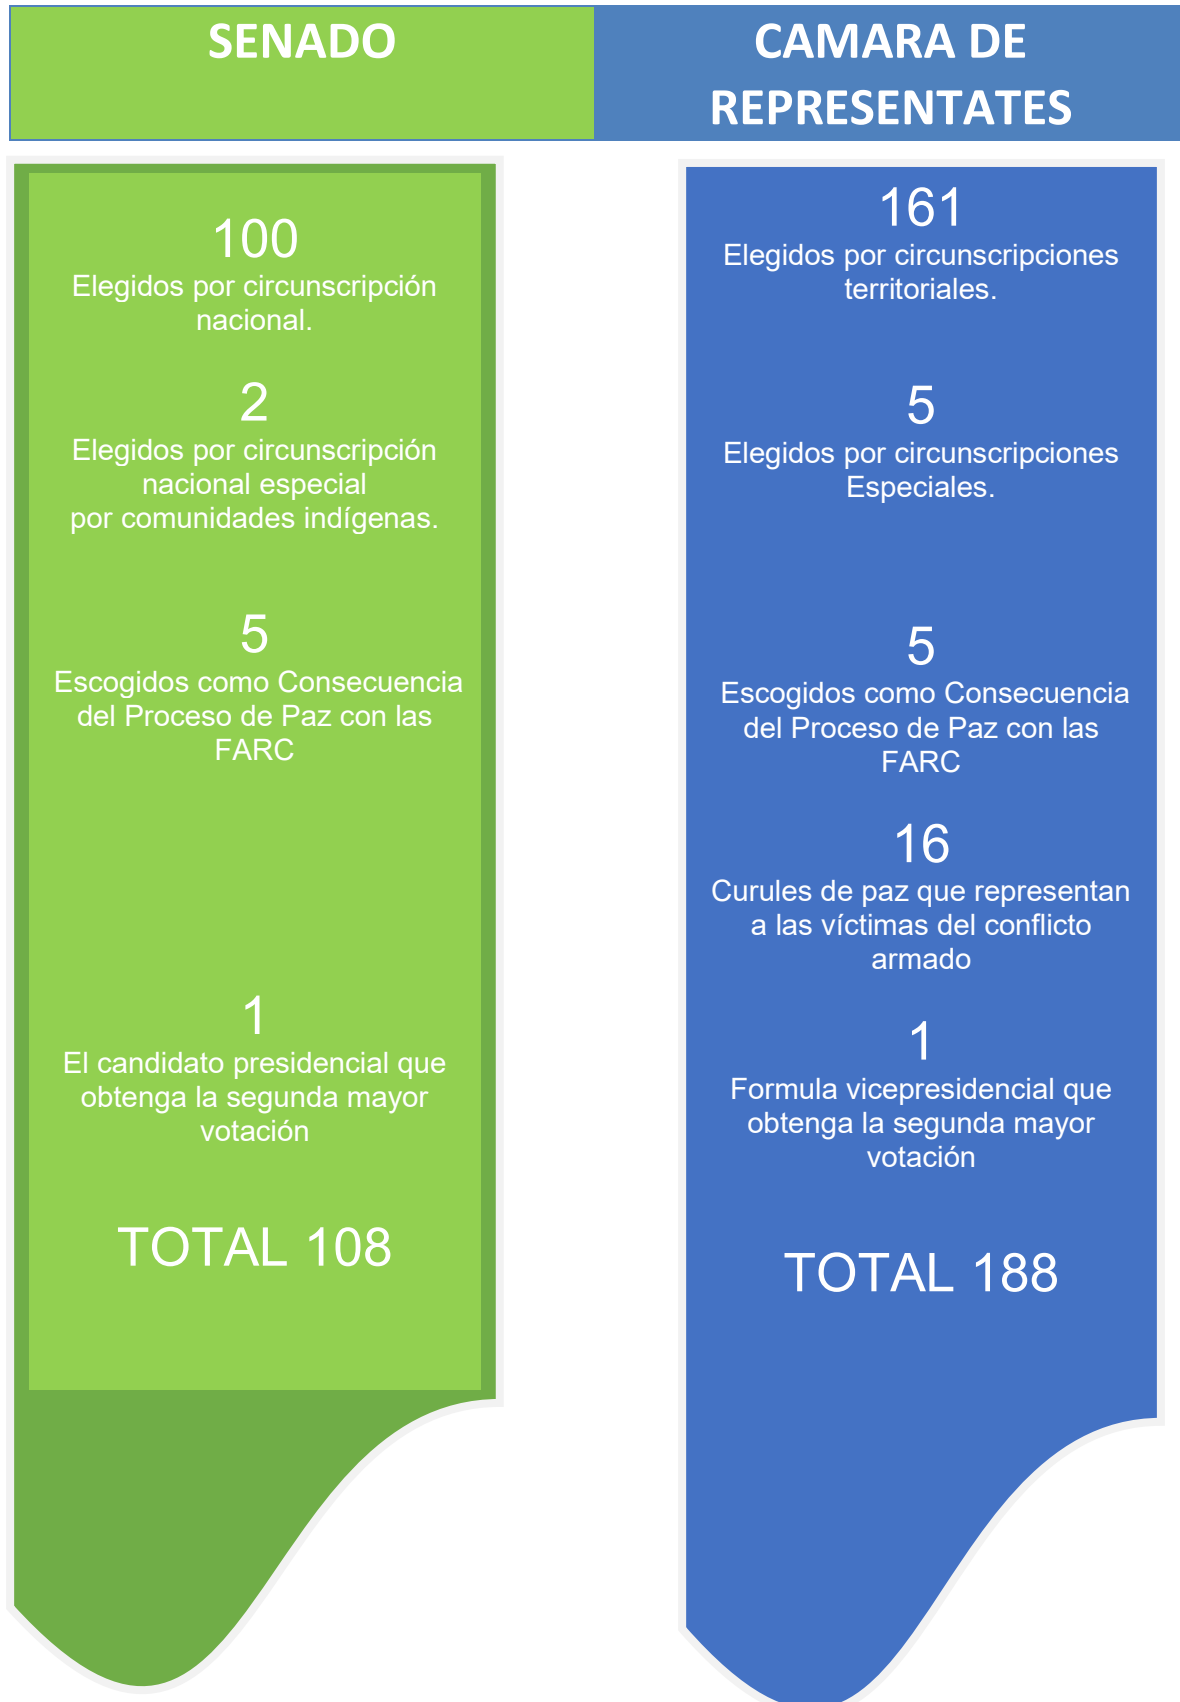 SENADO
CAMARA DE
REPRESENTATES
100
Elegidos por circunscripción
nacional.
2
Elegidos por circunscripción
nacional especial
por comunidades indígenas.
5
Escogidos como Consecuencia
del Proceso de Paz con las
FARC
1
El candidato presidencial que
obtenga la segunda mayor
votación
TOTAL 108
161
Elegidos por circunscripciones
territoriales.
5
Elegidos por circunscripciones
Especiales.
5
Escogidos como Consecuencia
del Proceso de Paz con las
FARC
16
Curules de paz que representan
a las víctimas del conflicto
armado
1
Formula vicepresidencial que
obtenga la segunda mayor
votación
TOTAL 188